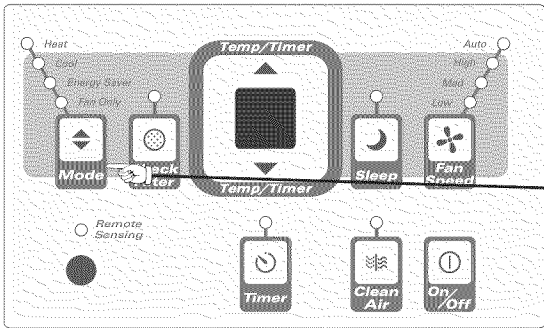 Temp/Timer
Heat
Cool
Energy Saver
Fan Only
Auto
High
Med
Low
Mode
Sleep
Fan
Speed
Temp/Timer
Remote
Sensing
Timer
Clean
Air
On/Off